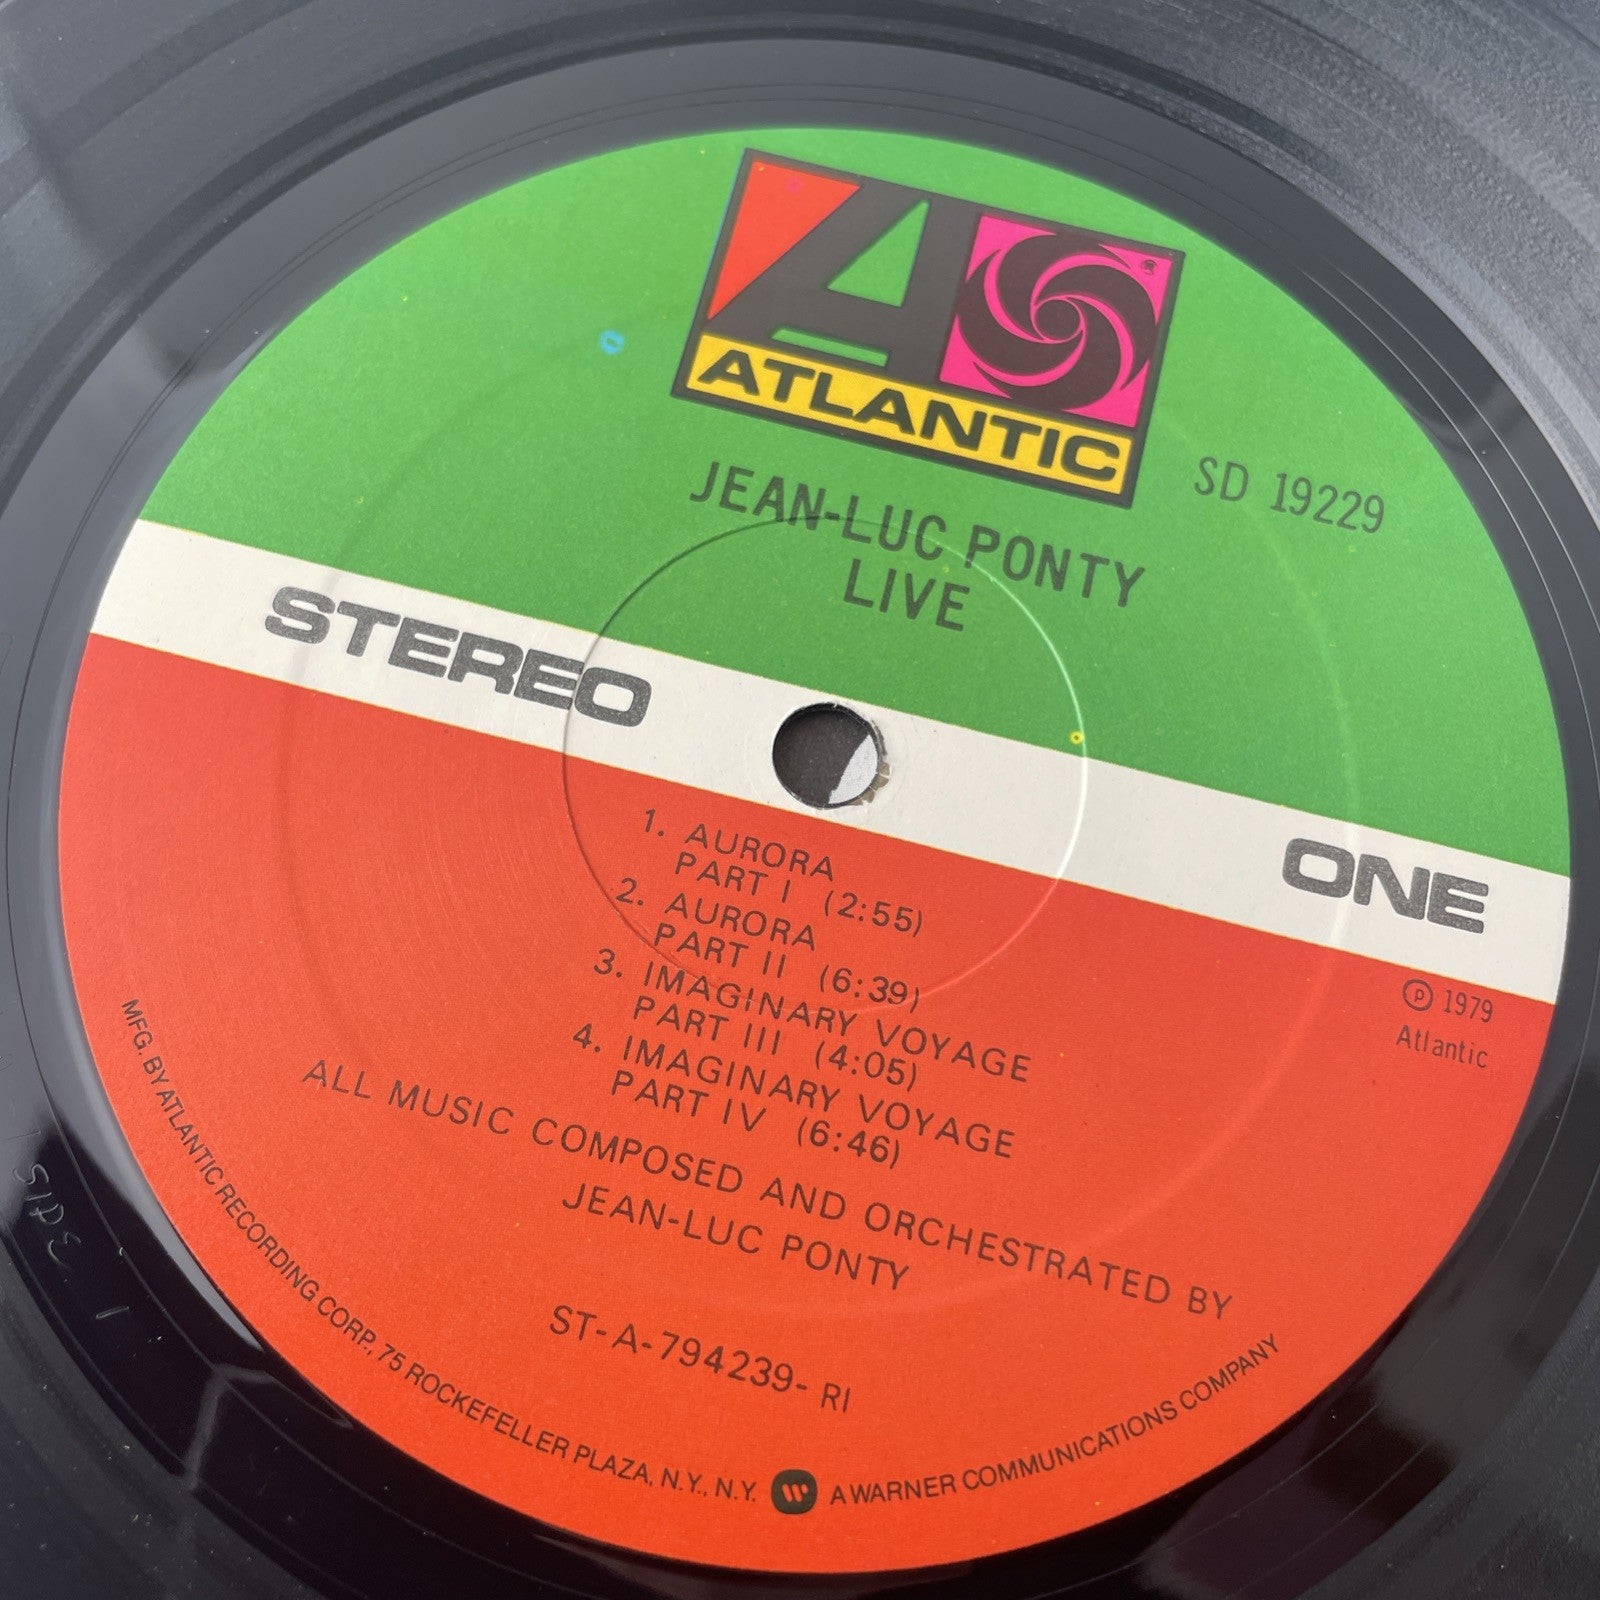 ATLANTIC
®
SD 19229
JEAN-LUC PONTY
LIVE
STEREO
ONE
1. AURORA
PART I (2:55)
2. AURORA
PART II (6:39)
3. IMAGINARY VOYAGE
PART III (4:05)
4. IMAGINARY VOYAGE
PART IV (6:46)
℗ 1979
Atlantic
ALL MUSIC COMPOSED AND ORCHESTRATED BY
JEAN-LUC PONTY
ST-A-794239-RI
MFG. BY ATLANTIC RECORDING CORP., 75 ROCKEFELLER PLAZA, N.Y., N.Y. A WARNER COMMUNICATIONS COMPANY